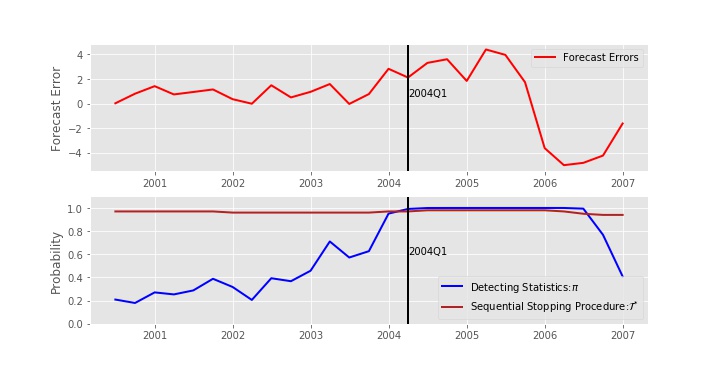 Forecast Error
4
2
0
−2
−4
Forecast Errors
2004Q1
2001 2002 2003 2004 2005 2006 2007
Probability
1.0
0.8
0.6
0.4
0.2
0.0
2004Q1
Detecting Statistics:π
Sequential Stopping Procedure:𝒯*
2001 2002 2003 2004 2005 2006 2007